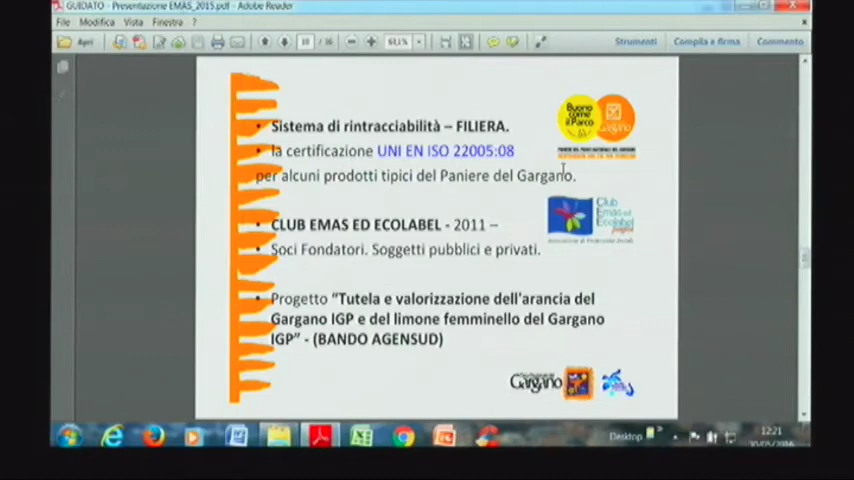 GUIDATO - Presentazione EMAS_2015.pdf - Adobe Reader
File Modifica Vista Finestra ?
Apri
Strumenti
Compila e firma
Commento
• Sistema di rintracciabilità – FILIERA.
• la certificazione UNI EN ISO 22005:08
per alcuni prodotti tipici del Paniere del Gargano.
Buono
come
il Parco
Gargano
• CLUB EMAS ED ECOLABEL - 2011 –
• Soci Fondatori. Soggetti pubblici e privati.
Club
Emas ed
Ecolabel
• Progetto “Tutela e valorizzazione dell'arancia del
Gargano IGP e del limone femminello del Gargano
IGP” - (BANDO AGENSUD)
Gargano
Desktop
12:21